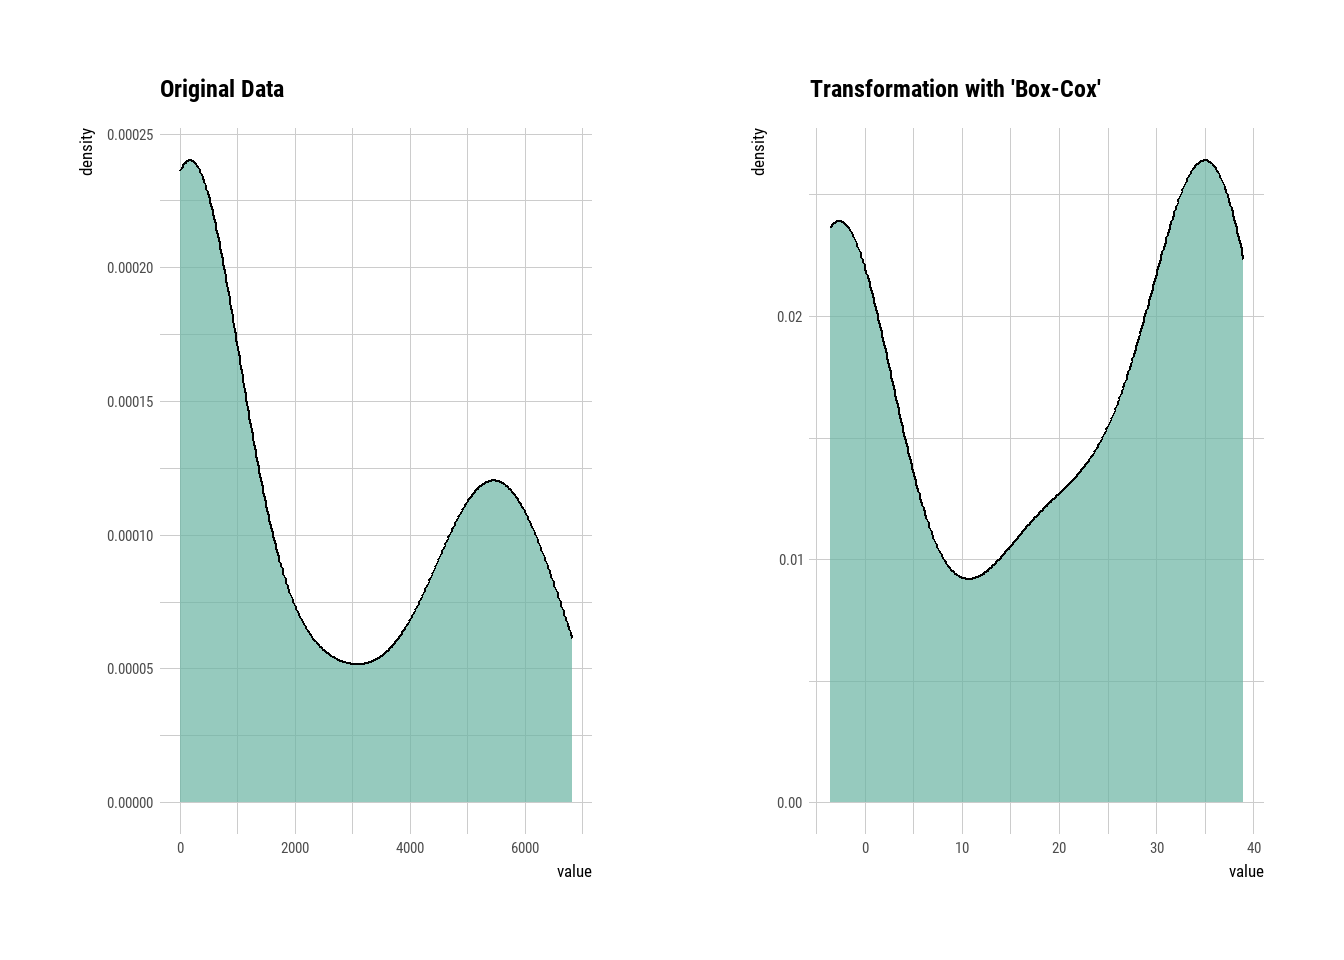 Original Data
density
0.00025
0.00020
0.00015
0.00010
0.00005
0.00000
0 2000 4000 6000
value
Transformation with 'Box-Cox'
density
0.02
0.01
0.00
0 10 20 30 40
value